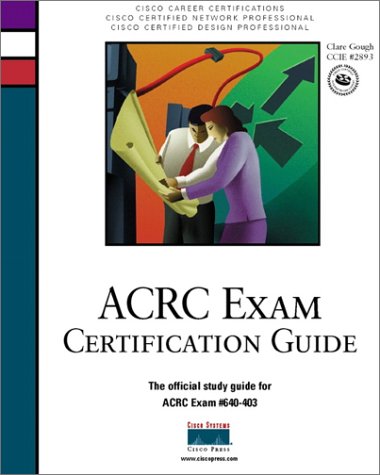 CISCO CAREER CERTIFICATIONS
CISCO CERTIFIED NETWORK PROFESSIONAL
CISCO CERTIFIED DESIGN PROFESSIONAL
Clare Gough
CCIE #2893
ACRC EXAM
CERTIFICATION GUIDE
The official study guide for
ACRC Exam #640-403
CISCO SYSTEMS
CISCO PRESS
www.ciscopress.com